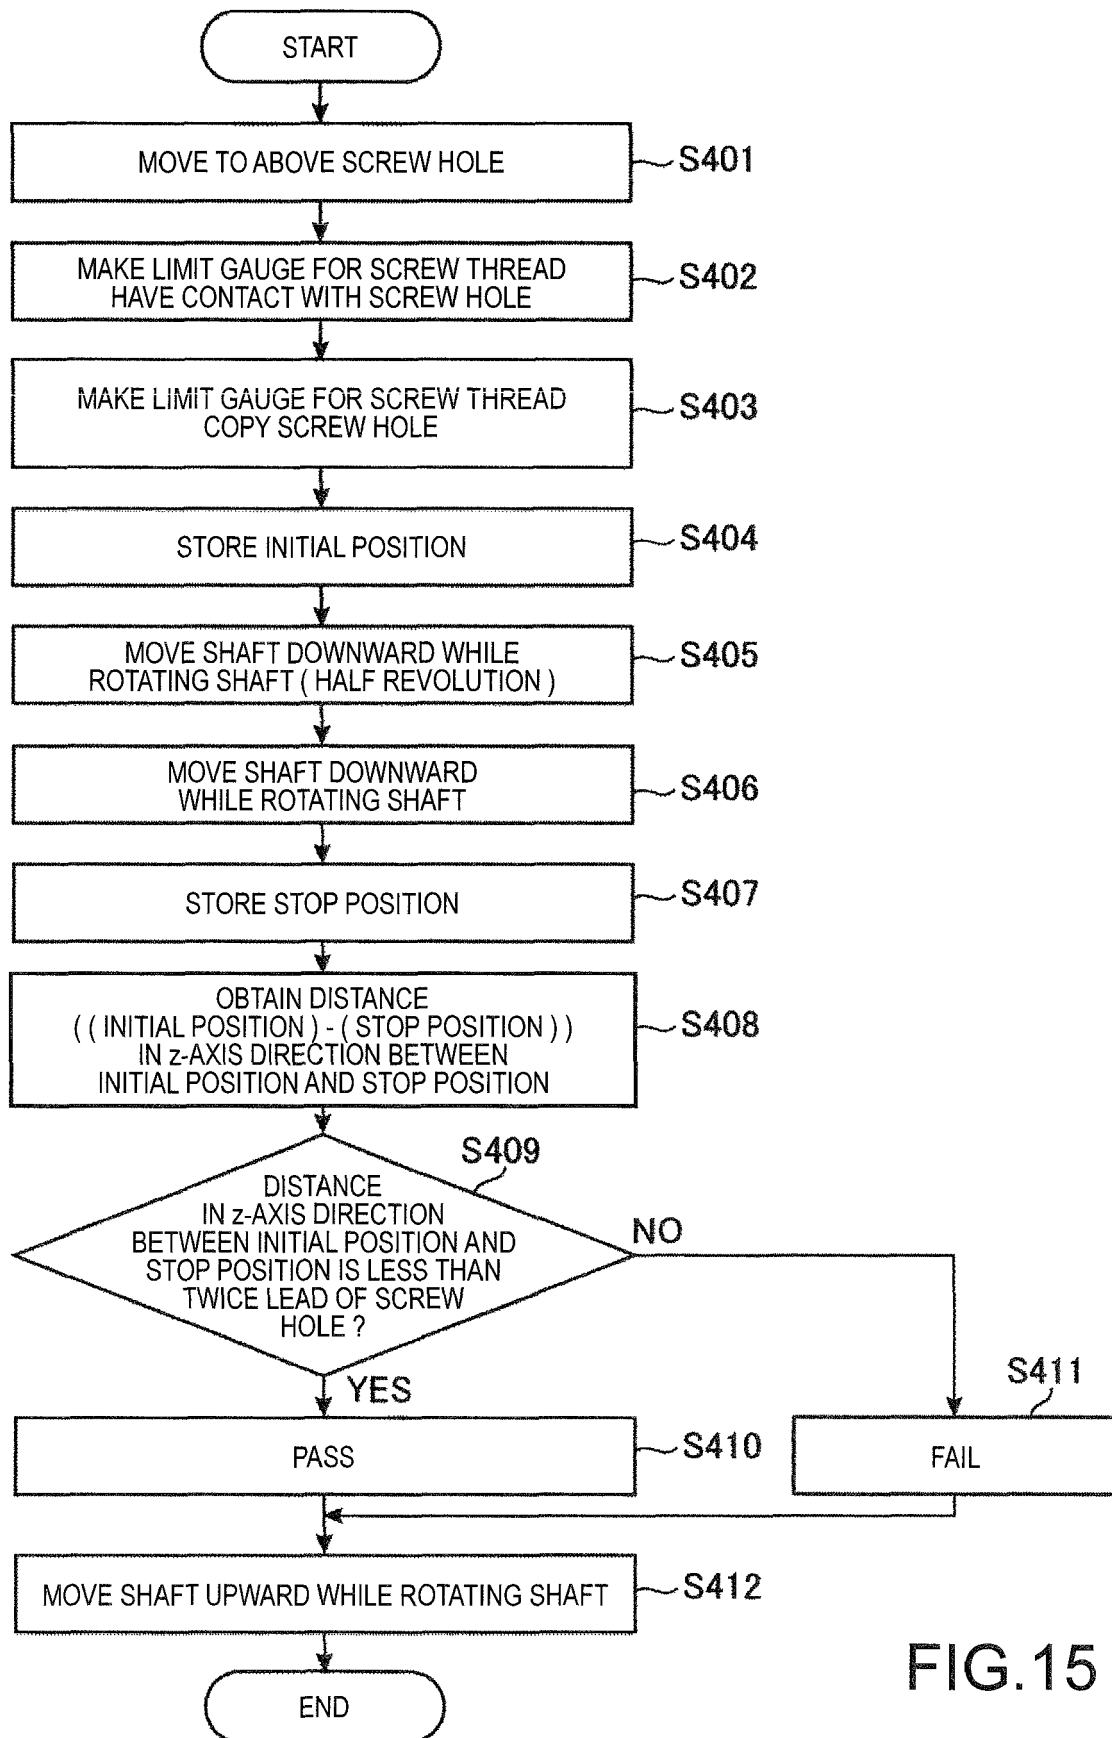 START
MOVE TO ABOVE SCREW HOLE
S401
MAKE LIMIT GAUGE FOR SCREW THREAD
HAVE CONTACT WITH SCREW HOLE
S402
MAKE LIMIT GAUGE FOR SCREW THREAD
COPY SCREW HOLE
S403
STORE INITIAL POSITION
S404
MOVE SHAFT DOWNWARD WHILE
ROTATING SHAFT ( HALF REVOLUTION )
S405
MOVE SHAFT DOWNWARD
WHILE ROTATING SHAFT
S406
STORE STOP POSITION
S407
OBTAIN DISTANCE
( ( INITIAL POSITION ) - ( STOP POSITION ) )
IN z-AXIS DIRECTION BETWEEN
INITIAL POSITION AND STOP POSITION
S408
S409
DISTANCE
IN z-AXIS DIRECTION
BETWEEN INITIAL POSITION AND
STOP POSITION IS LESS THAN
TWICE LEAD OF SCREW
HOLE ?
NO
YES
S411
PASS
S410
FAIL
MOVE SHAFT UPWARD WHILE ROTATING SHAFT
S412
END
FIG.15